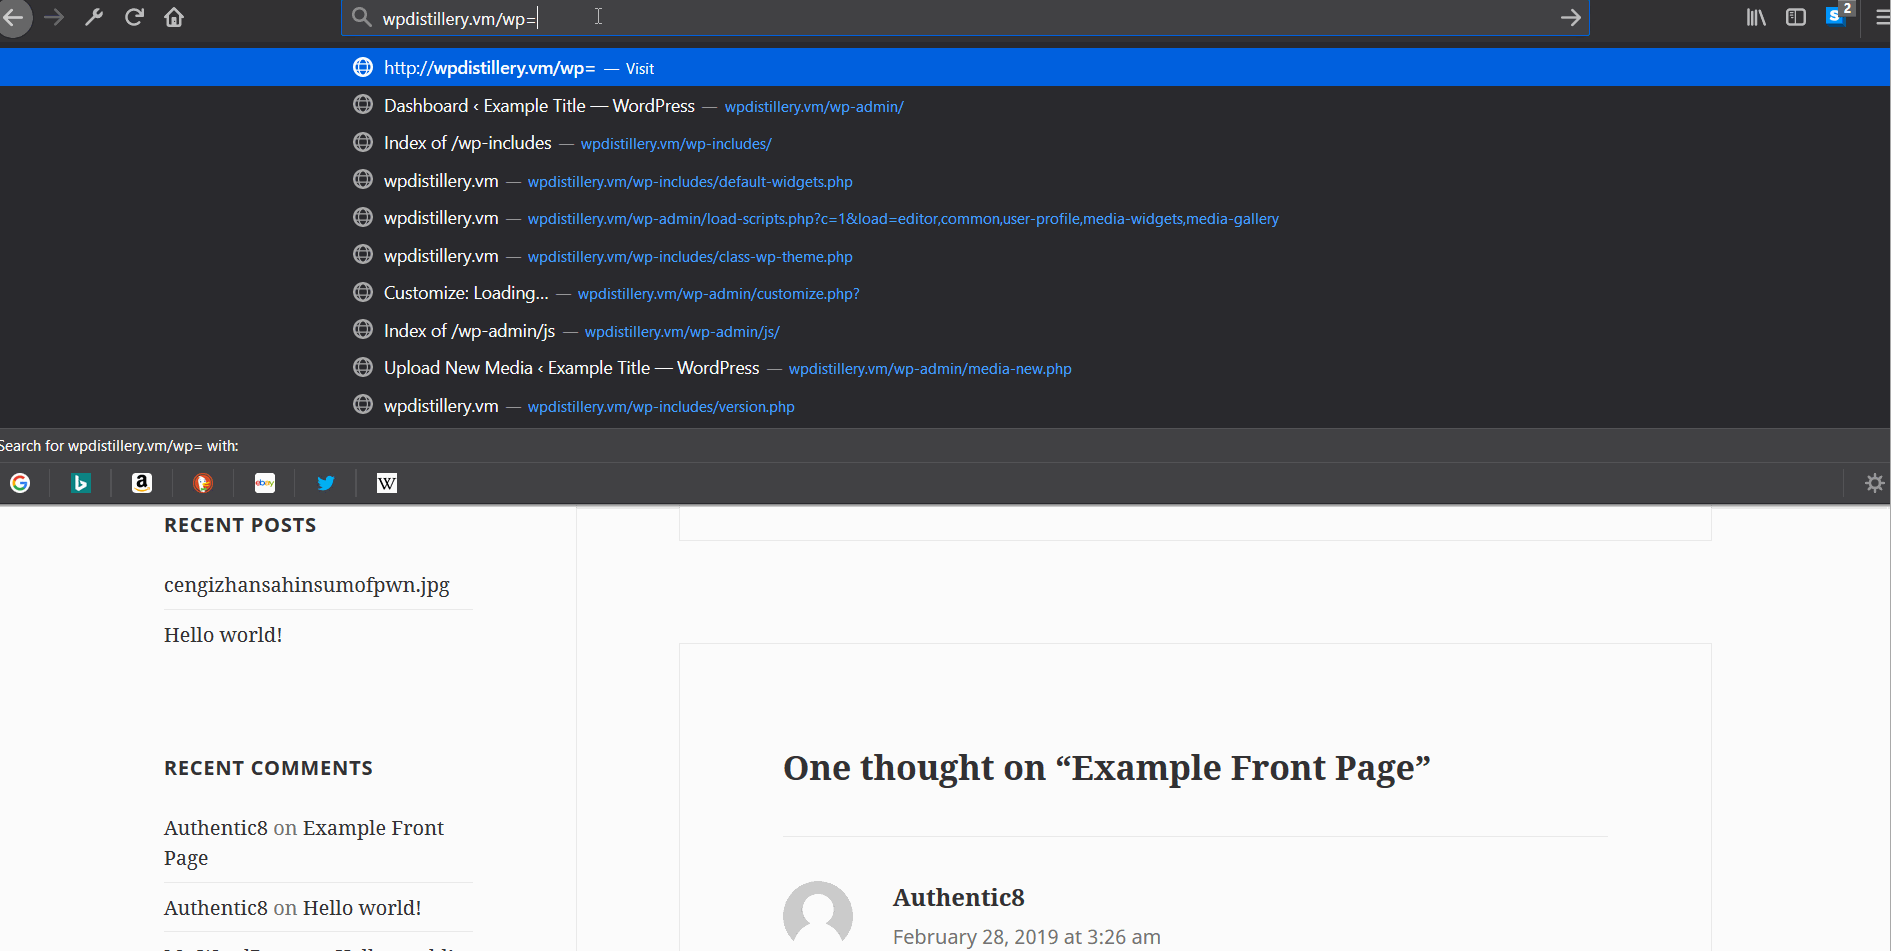 wpdistillery.vm/wp=
2
http://wpdistillery.vm/wp= — Visit
Dashboard ‹ Example Title — WordPress — wpdistillery.vm/wp-admin/
Index of /wp-includes — wpdistillery.vm/wp-includes/
wpdistillery.vm — wpdistillery.vm/wp-includes/default-widgets.php
wpdistillery.vm — wpdistillery.vm/wp-admin/load-scripts.php?c=1&load=editor,common,user-profile,media-widgets,media-gallery
wpdistillery.vm — wpdistillery.vm/wp-includes/class-wp-theme.php
Customize: Loading... — wpdistillery.vm/wp-admin/customize.php?
Index of /wp-admin/js — wpdistillery.vm/wp-admin/js/
Upload New Media ‹ Example Title — WordPress — wpdistillery.vm/wp-admin/media-new.php
wpdistillery.vm — wpdistillery.vm/wp-includes/version.php
Search for wpdistillery.vm/wp= with:
RECENT POSTS
cengizhansahinsumofpwn.jpg
Hello world!
RECENT COMMENTS
Authentic8 on Example Front
Page
Authentic8 on Hello world!
One thought on “Example Front Page”
Authentic8
February 28, 2019 at 3:26 am